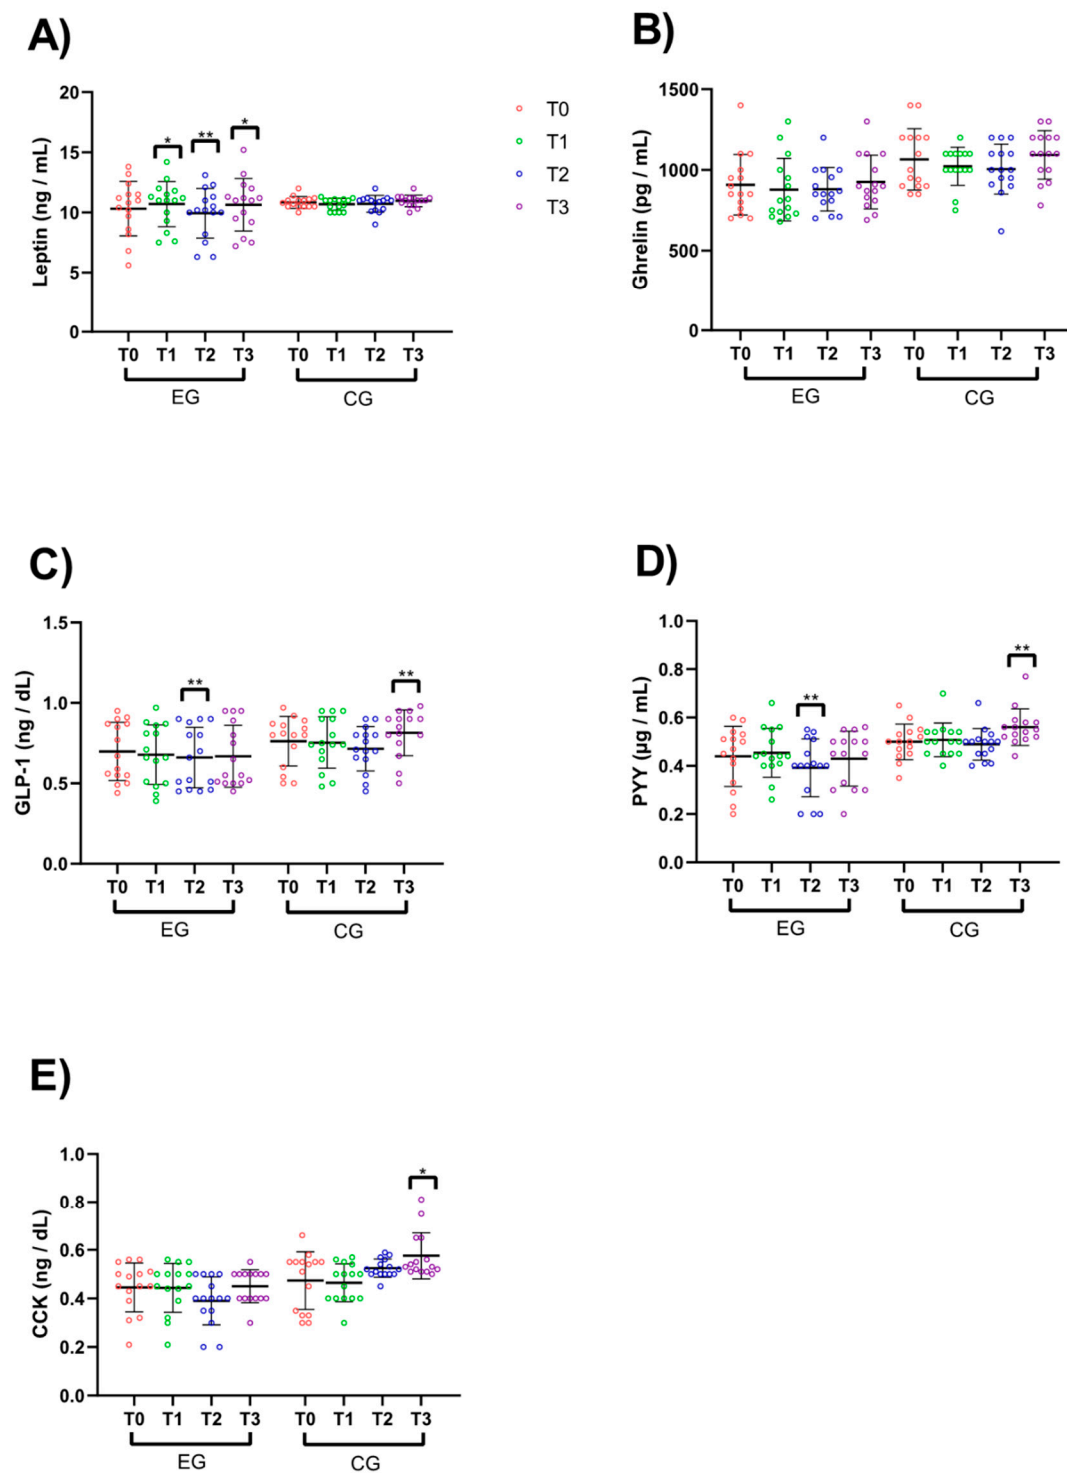 A)
20
15
10
5
0
Leptin (ng / mL)
* ** *
T0 T1 T2 T3 T0 T1 T2 T3
EG CG
T0
T1
T2
T3
B)
1500
1000
500
0
Ghrelin (pg / mL)
T0 T1 T2 T3 T0 T1 T2 T3
EG CG
C)
1.5
1.0
0.5
0.0
GLP-1 (ng / dL)
** **
T0 T1 T2 T3 T0 T1 T2 T3
EG CG
D)
1.0
0.8
0.6
0.4
0.2
0.0
PYY (µg / mL)
** **
T0 T1 T2 T3 T0 T1 T2 T3
EG CG
E)
1.0
0.8
0.6
0.4
0.2
0.0
CCK (ng / dL)
*
T0 T1 T2 T3 T0 T1 T2 T3
EG CG